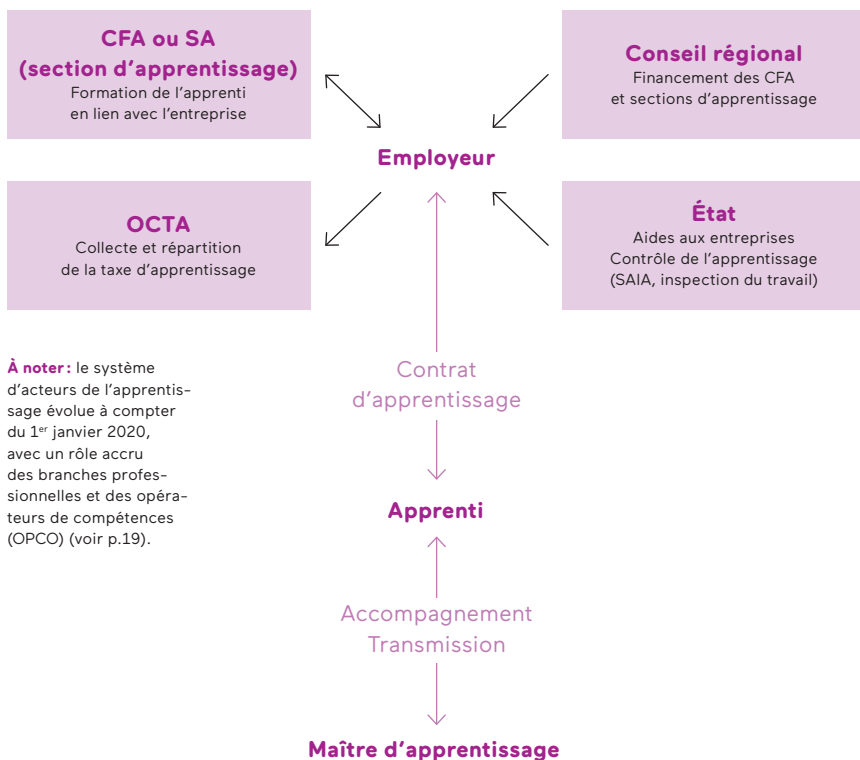 CFA ou SA
(section d’apprentissage)
Formation de l’apprenti
en lien avec l’entreprise
Conseil régional
Financement des CFA
et sections d’apprentissage
Employeur
OCTA
Collecte et répartition
de la taxe d’apprentissage
État
Aides aux entreprises
Contrôle de l’apprentissage
(SAIA, inspection du travail)
À noter : le système
d’acteurs de l’apprentis-
sage évolue à compter
du 1er janvier 2020,
avec un rôle accru
des branches profes-
sionnelles et des opéra-
teurs de compétences
(OPCO) (voir p.19).
Contrat
d’apprentissage
Apprenti
Accompagnement
Transmission
Maître d’apprentissage